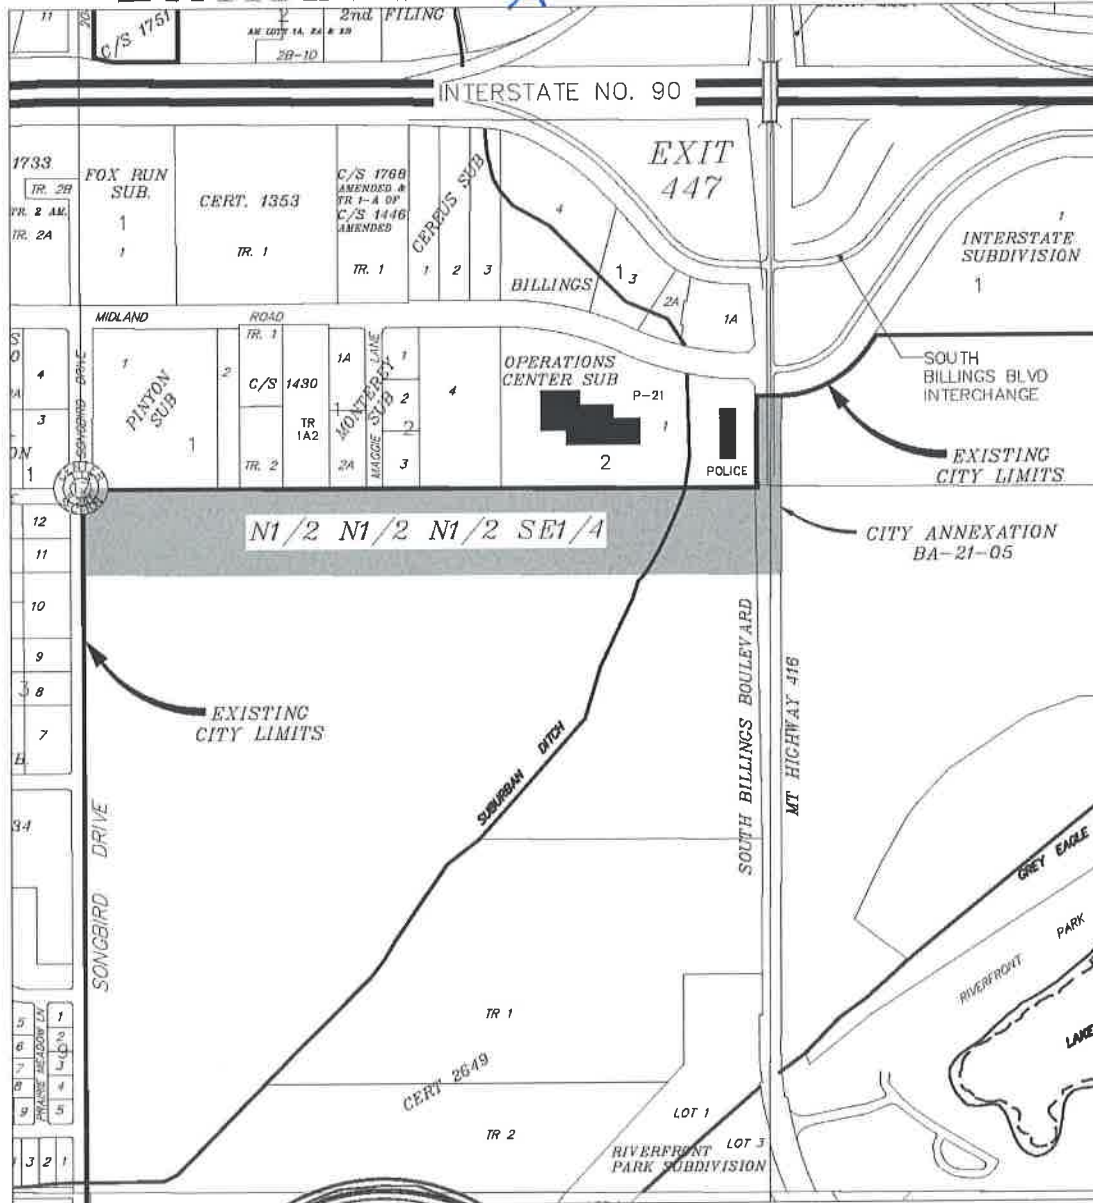 11
20
C/S 1751
2
2nd FILING
2B-10
INTERSTATE NO. 90
1733
TR. 2B
TR. 2 AM.
TR. 2A
FOX RUN
SUB.
1
1
CERT. 1353
TR. 1
C/S 1768
AMENDED &
TR 1-A OF
C/S 1446
AMENDED
TR. 1
CEREUS SUB
1
2
3
EXIT
447
4
BILLINGS
1
3
2A
1A
1
INTERSTATE
SUBDIVISION
1
MIDLAND
ROAD
4
3
1
SONGBIRD DRIVE
1
PINYON
SUB
1
2
TR. 1
C/S 1430
TR. 2
TR
1A2
1A
1
MONTEREY
SUB
2A
MAGGIE LANE
1
2
2
3
4
OPERATIONS
CENTER SUB
P-21
1
2
POLICE
SOUTH
BILLINGS BLVD
INTERCHANGE
EXISTING
CITY LIMITS
N1/2 N1/2 N1/2 SE1/4
CITY ANNEXATION
BA-21-05
12
11
10
9
3
8
7
B.
EXISTING
CITY LIMITS
SUBURBAN DITCH
SOUTH BILLINGS BOULEVARD
MT HIGHWAY 416
34
SONGBIRD DRIVE
GREY EAGLE
RIVERFRONT PARK
LAKE
5
6
7
8
9
PRAIRIE MEADOW LN
1
2
3
4
5
3
2
1
TR 1
CERT 2649
TR 2
LOT 1
LOT 3
RIVERFRONT
PARK SUBDIVISION